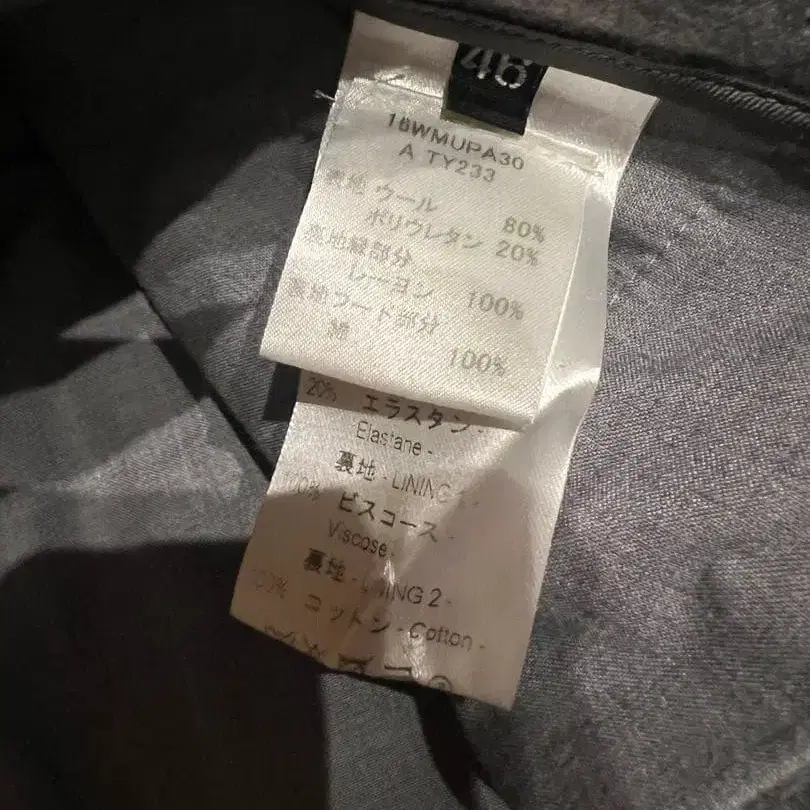 46
16WMUPA30
A TY233
表地 ウール 80%
ポリウレタン 20%
裏地縁部分
レーヨン 100%
裏地フード部分
綿 100%
20% エラスタン -
Elastane -
裏地 - LINING
ビスコース -
Viscose -
裏地 - LINING 2 -
100% コットン - Cotton -